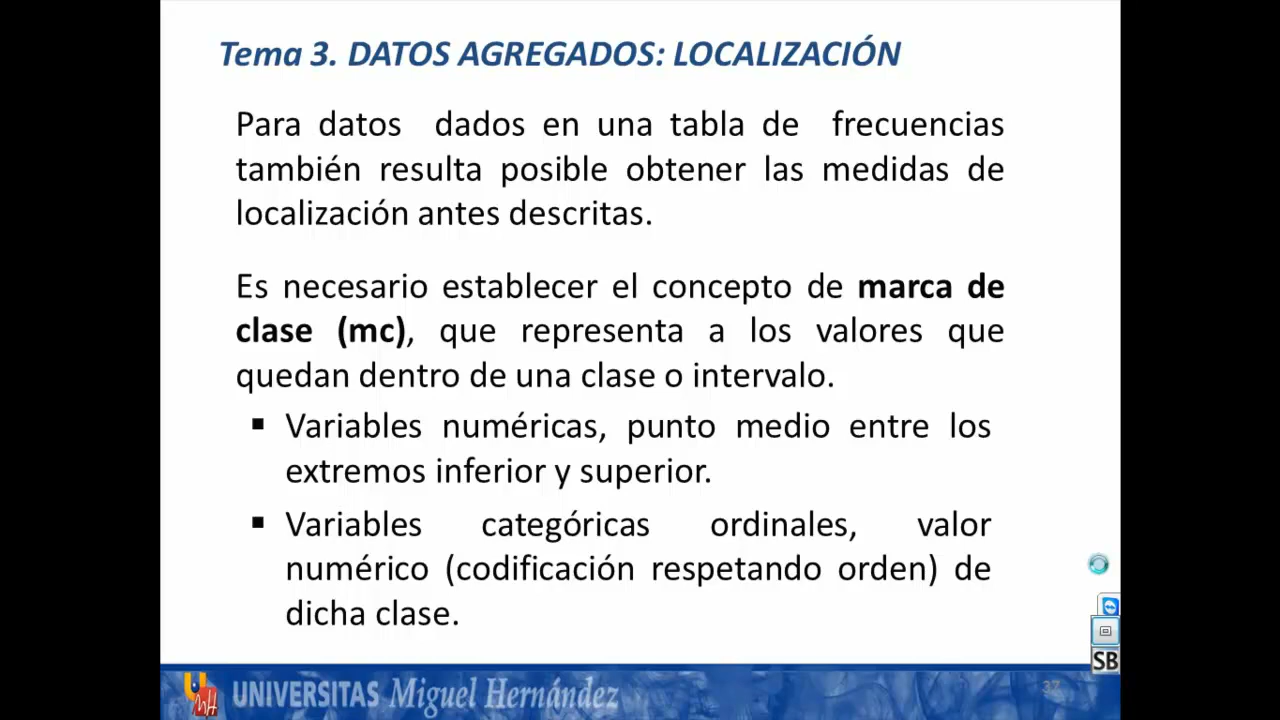 Tema 3. DATOS AGREGADOS: LOCALIZACIÓN
Para datos dados en una tabla de frecuencias
también resulta posible obtener las medidas de
localización antes descritas.
Es necesario establecer el concepto de marca de
clase (mc), que representa a los valores que
quedan dentro de una clase o intervalo.
▪ Variables numéricas, punto medio entre los
extremos inferior y superior.
▪ Variables categóricas ordinales, valor
numérico (codificación respetando orden) de
dicha clase.
SB
UNIVERSITAS Miguel Hernández
37